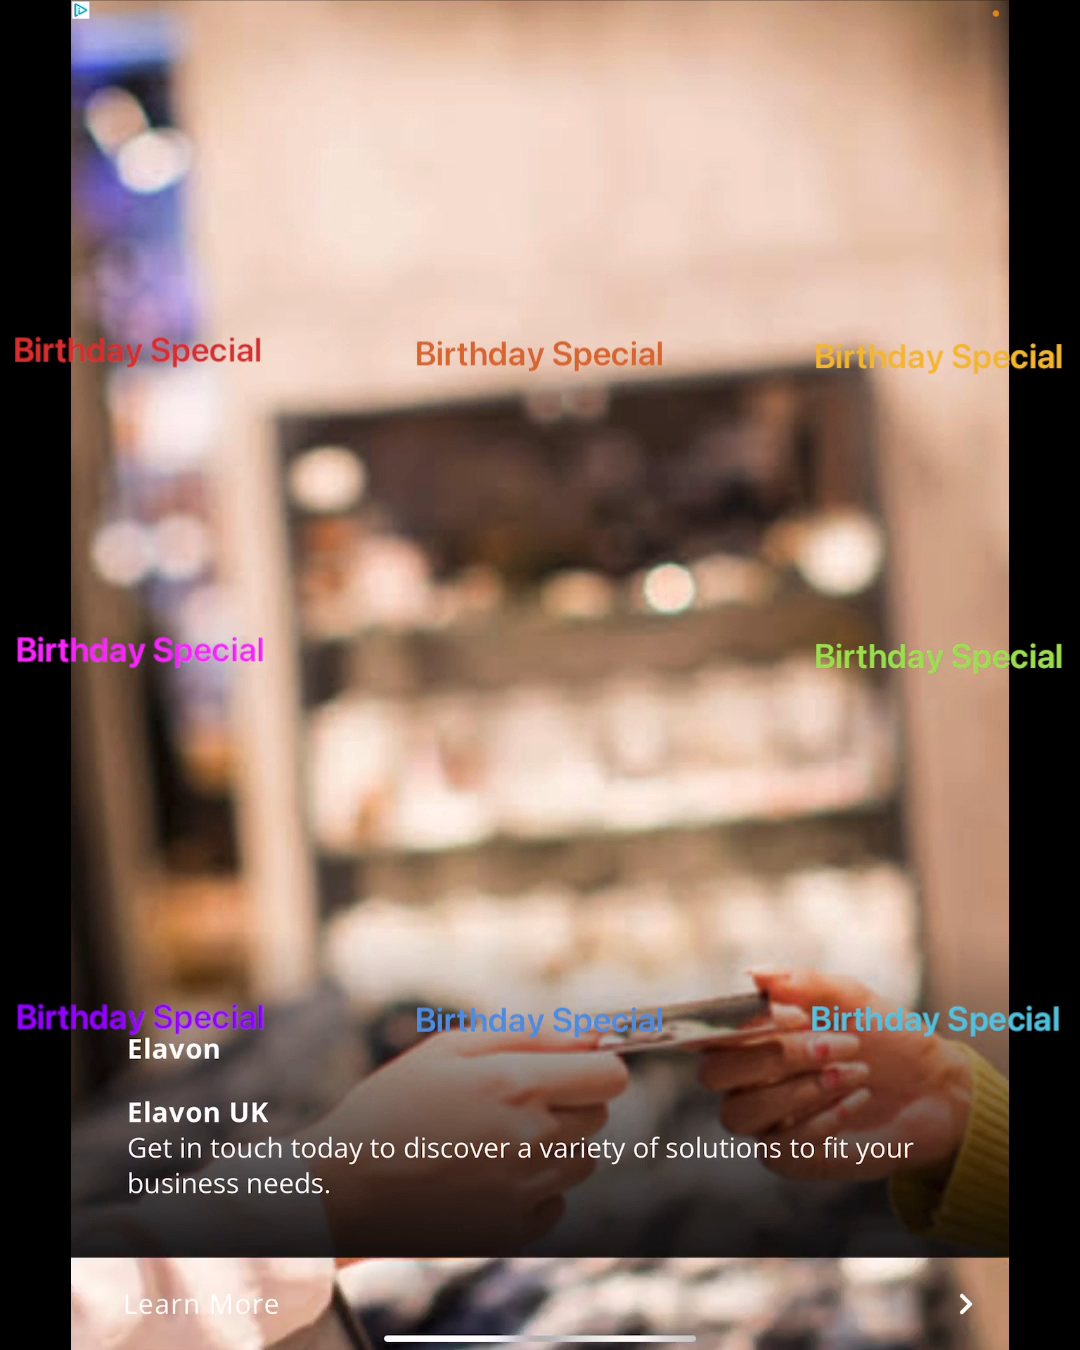 Birthday Special Birthday Special Birthday Special
Birthday Special Birthday Special
Birthday Special Birthday Special Birthday Special
Elavon
Elavon UK
Get in touch today to discover a variety of solutions to fit your
business needs.
Learn More